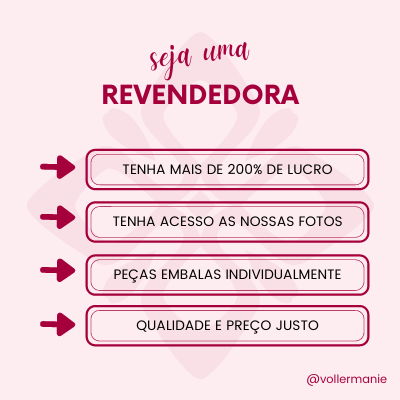 seja uma
REVENDEDORA
TENHA MAIS DE 200% DE LUCRO
TENHA ACESSO AS NOSSAS FOTOS
PEÇAS EMBALAS INDIVIDUALMENTE
QUALIDADE E PREÇO JUSTO
@vollermanie